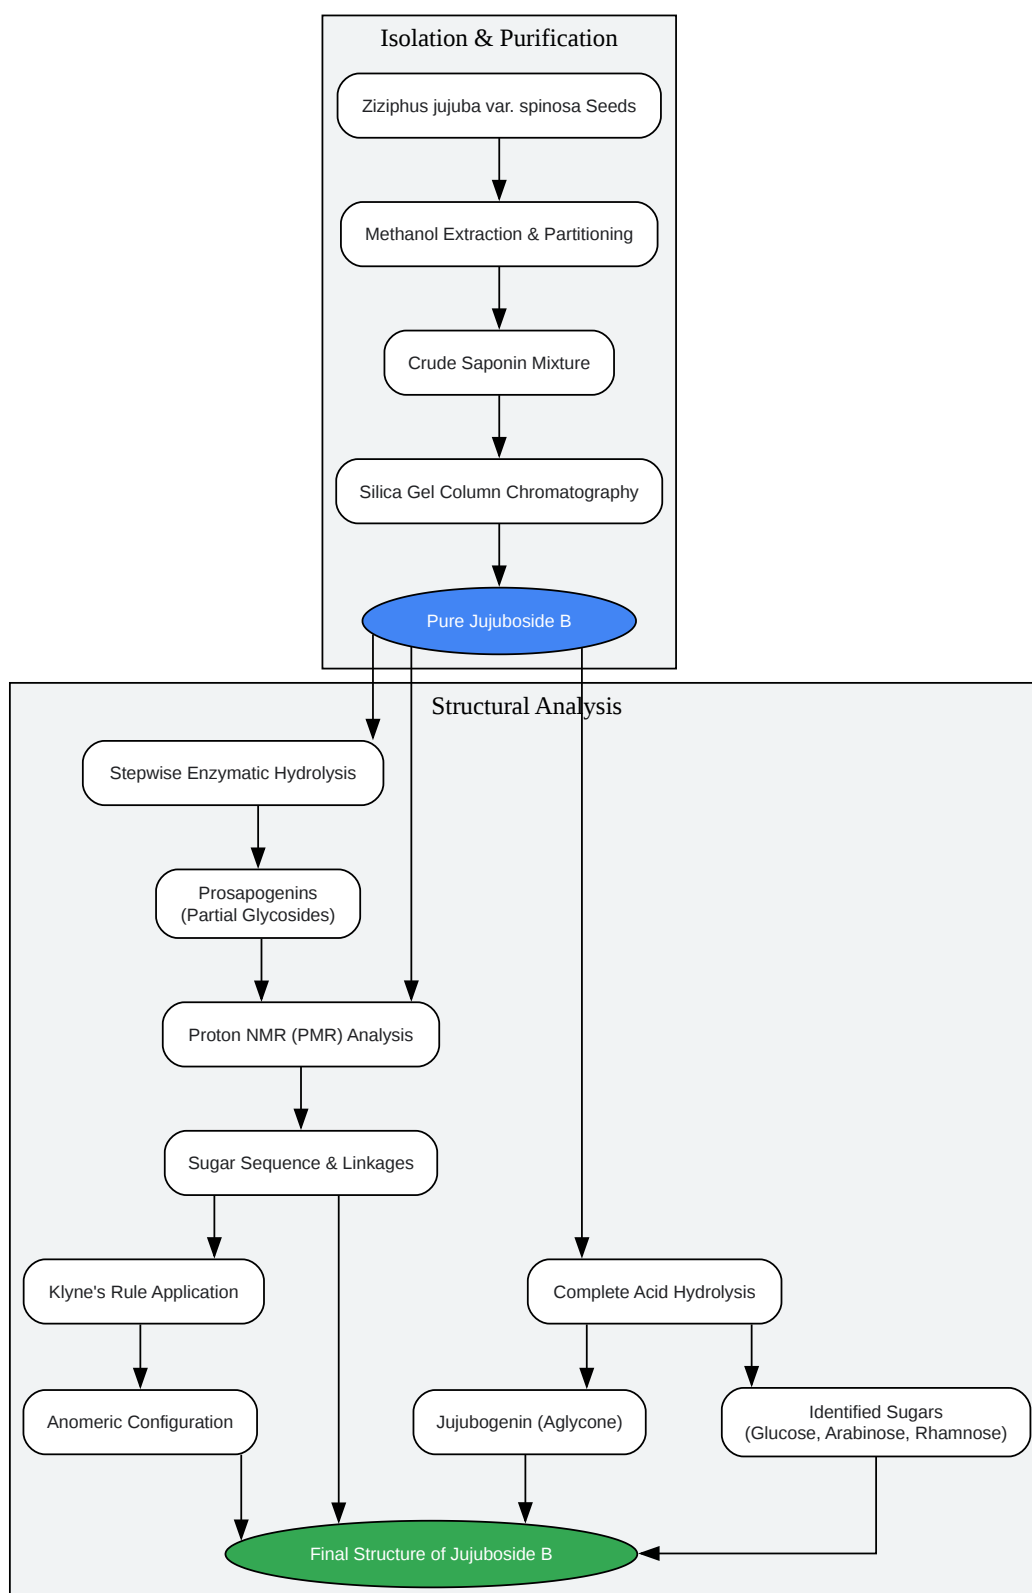 Isolation & Purification
Ziziphus jujuba var. spinosa Seeds
Methanol Extraction & Partitioning
Crude Saponin Mixture
Silica Gel Column Chromatography
Pure Jujuboside B
Structural Analysis
Stepwise Enzymatic Hydrolysis
Prosapogenins
(Partial Glycosides)
Proton NMR (PMR) Analysis
Sugar Sequence & Linkages
Klyne's Rule Application
Complete Acid Hydrolysis
Anomeric Configuration
Jujubogenin (Aglycone)
Identified Sugars
(Glucose, Arabinose, Rhamnose)
Final Structure of Jujuboside B